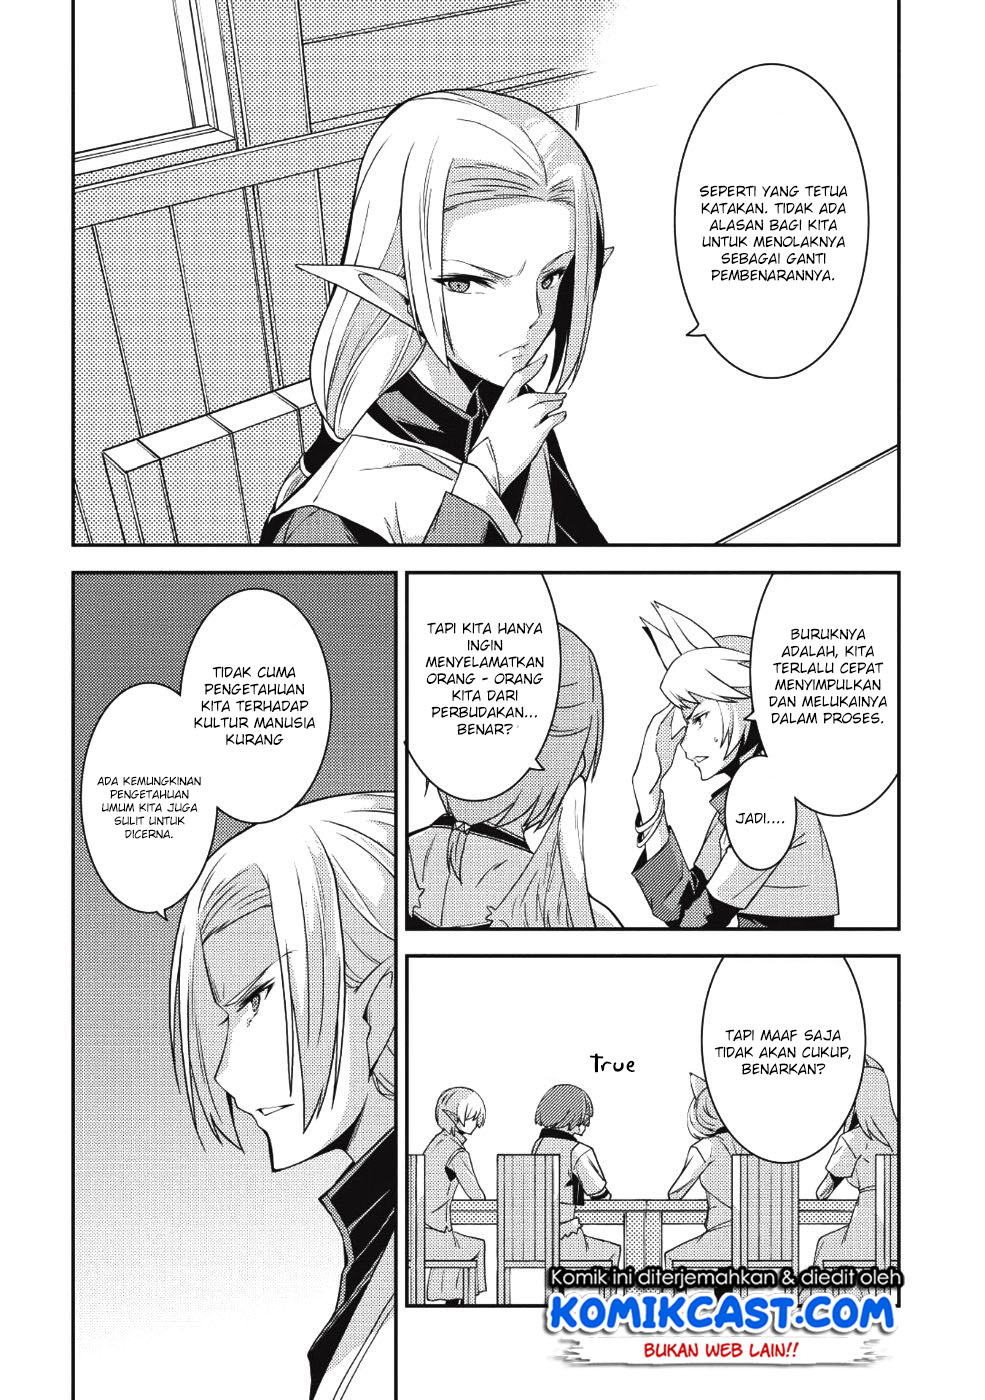 SEPERTI YANG TETUA
KATAKAN. TIDAK ADA
ALASAN BAGI KITA
UNTUK MENOLAKNYA
SEBAGAI GANTI
PEMBENARANNYA.
BURUKNYA
ADALAH, KITA
TERLALU CEPAT
MENYIMPULKAN
DAN MELUKAINYA
DALAM PROSES.
JADI....
TAPI KITA HANYA
INGIN
MENYELAMATKAN
ORANG - ORANG
KITA DARI
PERBUDAKAN...
BENAR?
TAPI MAAF SAJA
TIDAK AKAN CUKUP,
BENARKAN?
True
TIDAK CUMA
PENGETAHUAN
KITA TERHADAP
KULTUR MANUSIA
KURANG
ADA KEMUNGKINAN
PENGETAHUAN
UMUM KITA JUGA
SULIT UNTUK
DICERNA.
Komik ini diterjemahkan & diedit oleh
KOMIKCAST.COM
BUKAN WEB LAIN!!